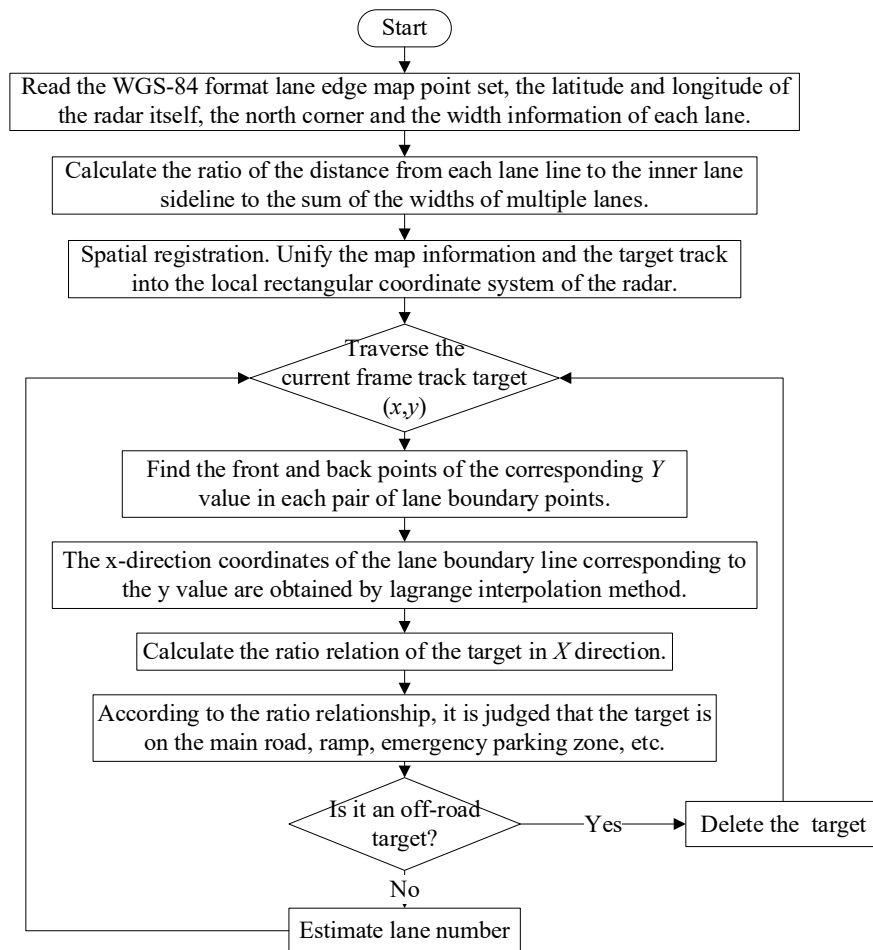 Start
Read the WGS-84 format lane edge map point set, the latitude and longitude of
the radar itself, the north corner and the width information of each lane.
Calculate the ratio of the distance from each lane line to the inner lane
sideline to the sum of the widths of multiple lanes.
Spatial registration. Unify the map information and the target track
into the local rectangular coordinate system of the radar.
Traverse the
current frame track target
(x,y)
Find the front and back points of the corresponding Y
value in each pair of lane boundary points.
The x-direction coordinates of the lane boundary line corresponding to
the y value are obtained by lagrange interpolation method.
Calculate the ratio relation of the target in X direction.
According to the ratio relationship, it is judged that the target is
on the main road, ramp, emergency parking zone, etc.
Is it an off-road
target?
Yes
Delete the target
No
Estimate lane number